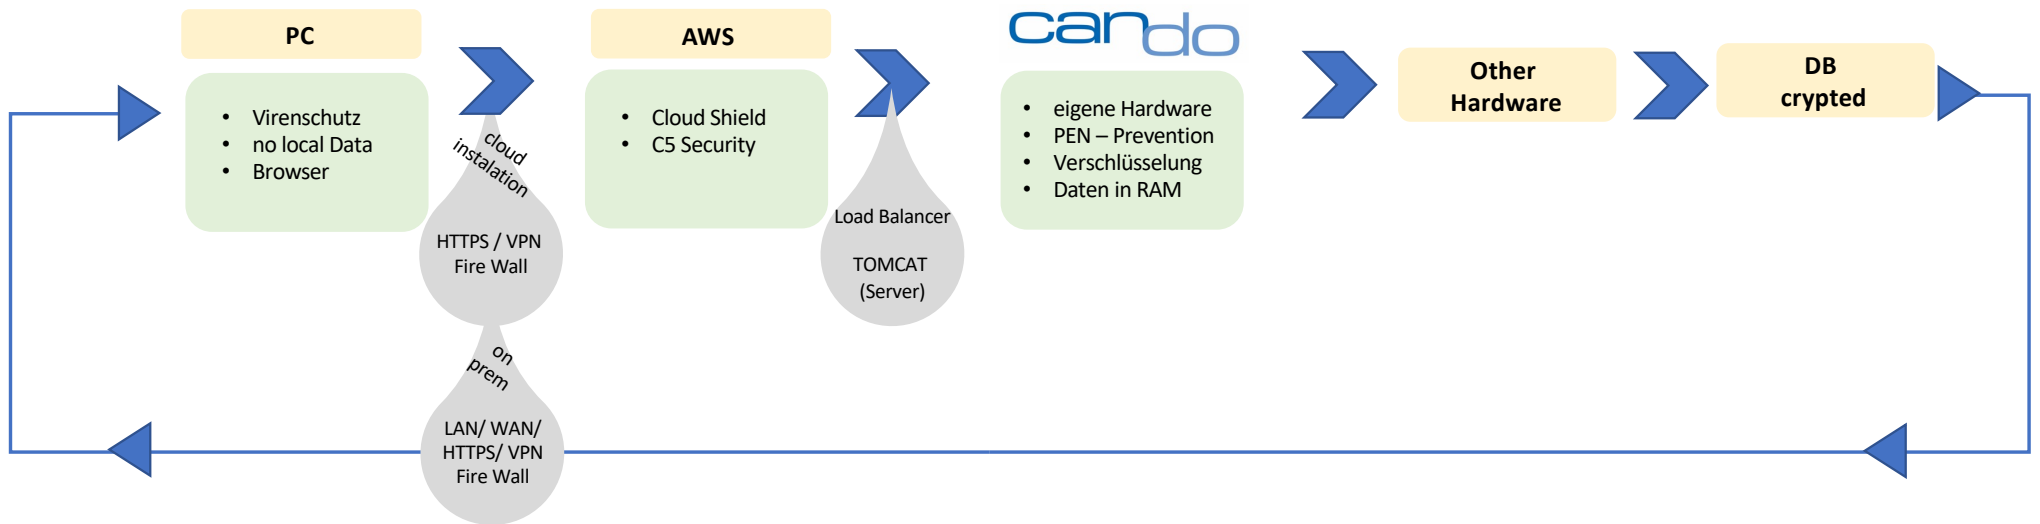 PC
• Virenschutz
• no local Data
• Browser
cloud
instalation
HTTPS / VPN
Fire Wall
on
prem
LAN/ WAN/
HTTPS/ VPN
Fire Wall
AWS
• Cloud Shield
• C5 Security
Load Balancer
TOMCAT
(Server)
can do
• eigene Hardware
• PEN – Prevention
• Verschlüsselung
• Daten in RAM
Other
Hardware
DB
crypted